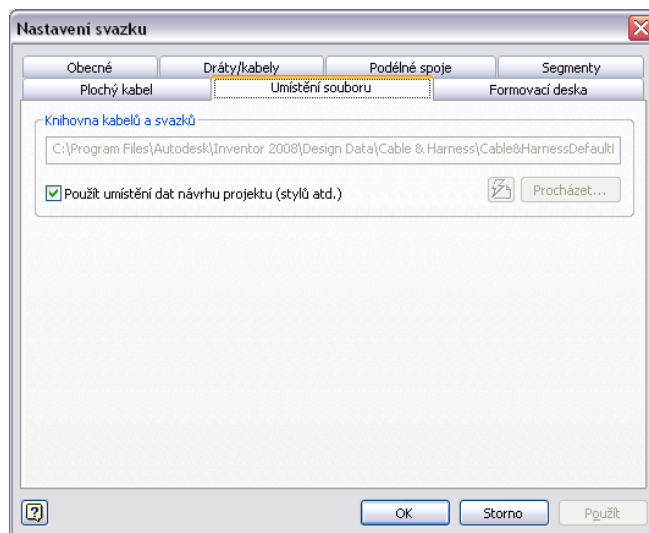 Nastavení svazku
Obecné
Dráty/kabely
Podélné spoje
Segmenty
Plochý kabel
Umístění souboru
Formovací deska
Knihovna kabelů a svazků
C:\Program Files\Autodesk\Inventor 2008\Design Data\Cable & Harness\Cable&HarnessDefaultl
Použít umístění dat návrhu projektu (stylů atd.)
Procházet...
OK
Storno
Použít